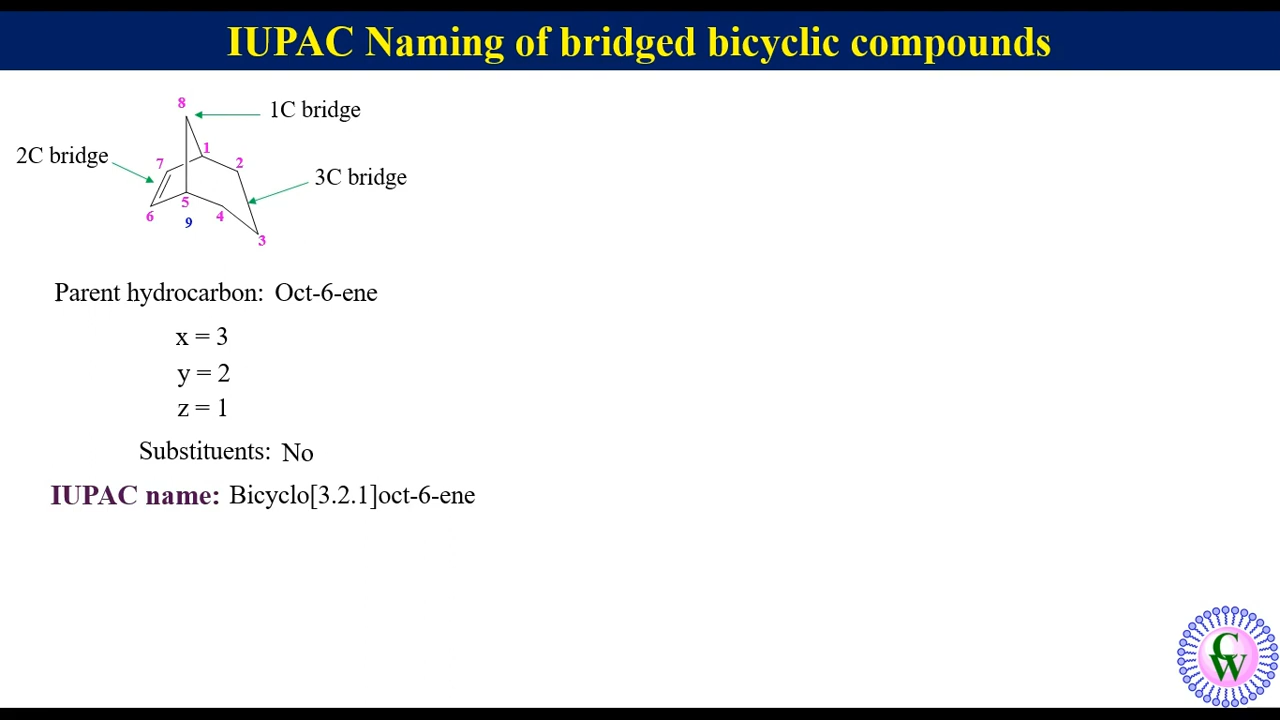 IUPAC Naming of bridged bicyclic compounds
8
1C bridge
2C bridge
7
1
2
3C bridge
6
5
4
9
3
Parent hydrocarbon: Oct-6-ene
x = 3
y = 2
z = 1
Substituents: No
IUPAC name: Bicyclo[3.2.1]oct-6-ene
C
W